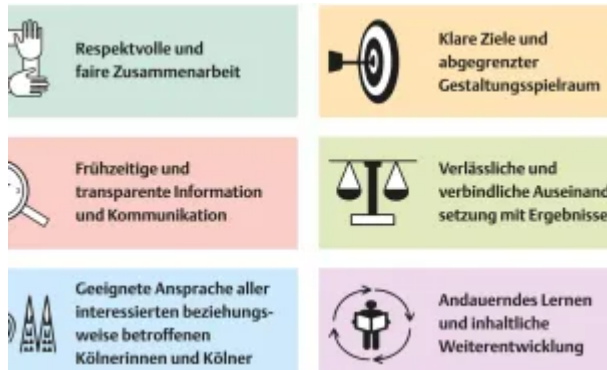 Respektvolle und
faire Zusammenarbeit
Klare Ziele und
abgegrenzter
Gestaltungsspielraum
Frühzeitige und
transparente Information
und Kommunikation
Verlässliche und
verbindliche Auseinand
setzung mit Ergebnisse
Geeignete Ansprache aller
interessierten beziehungs-
weise betroffenen
Kölnerinnen und Kölner
Andauerndes Lernen
und inhaltliche
Weiterentwicklung